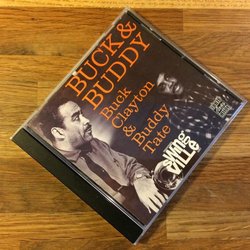 BUCK &
BUDDY
Buck
Clayton
& Buddy
Tate
swing
ville